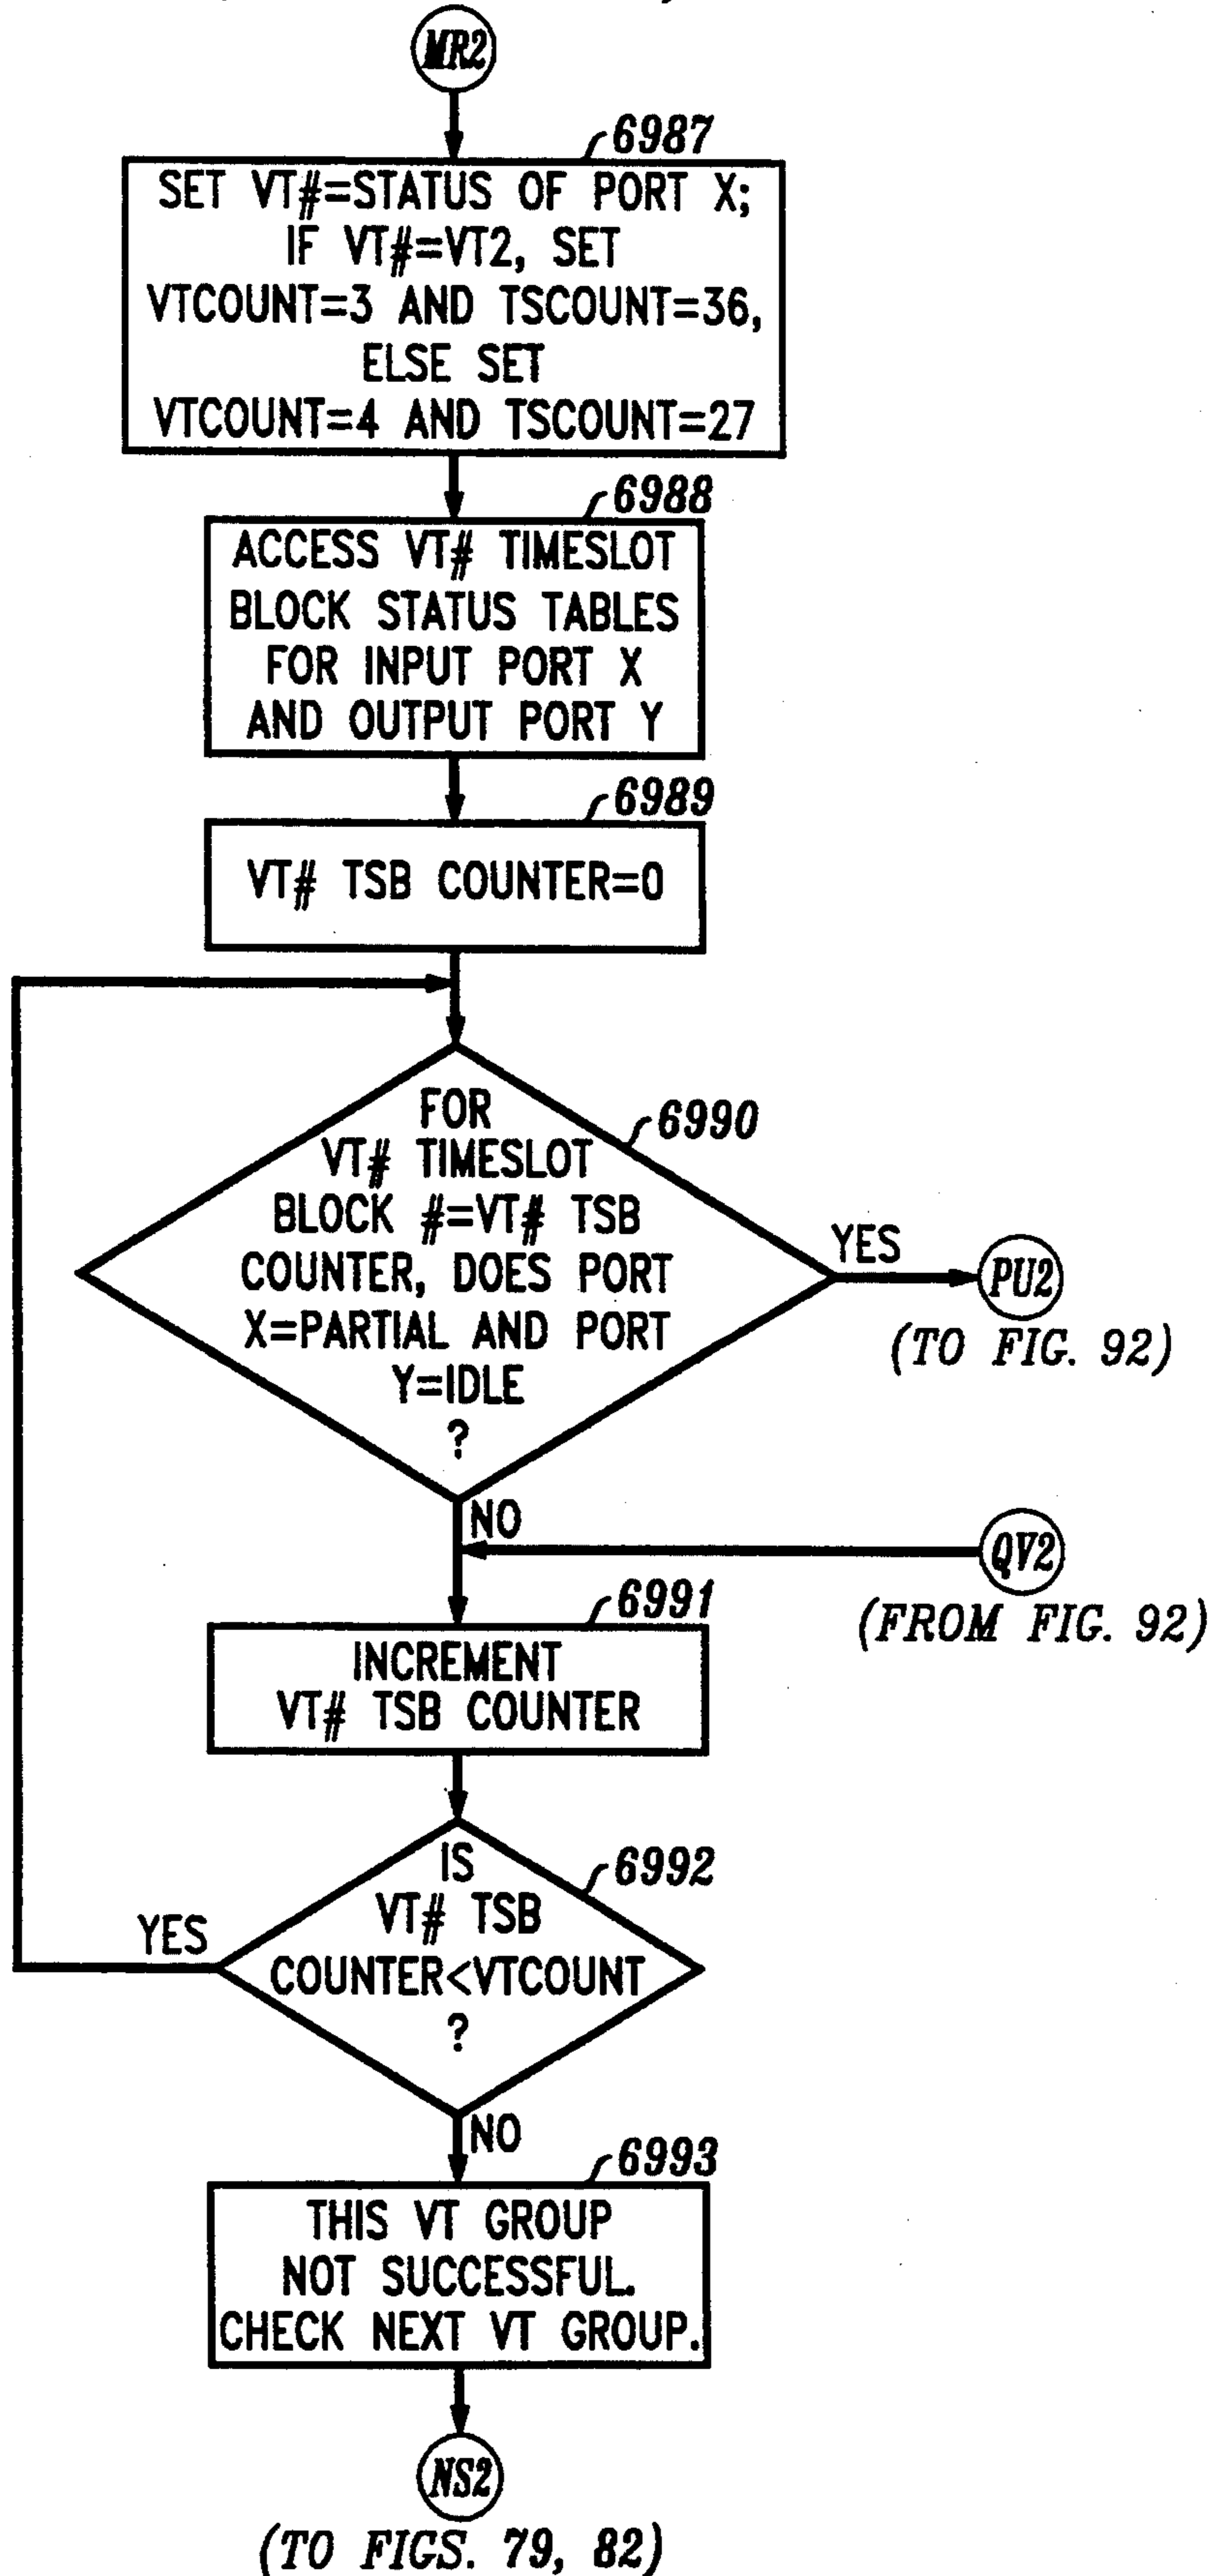 MR2
6987
SET VT#=STATUS OF PORT X;
IF VT#=VT2, SET
VTCOUNT=3 AND TSCOUNT=36,
ELSE SET
VTCOUNT=4 AND TSCOUNT=27
6988
ACCESS VT# TIMESLOT
BLOCK STATUS TABLES
FOR INPUT PORT X
AND OUTPUT PORT Y
6989
VT# TSB COUNTER=0
6990
FOR
VT# TIMESLOT
BLOCK #=VT# TSB
COUNTER, DOES PORT
X=PARTIAL AND PORT
Y=IDLE
?
YES
PU2
(TO FIG. 92)
NO
QV2
(FROM FIG. 92)
6991
INCREMENT
VT# TSB COUNTER
6992
IS
VT# TSB
COUNTER<VTCOUNT
?
YES
NO
6993
THIS VT GROUP
NOT SUCCESSFUL.
CHECK NEXT VT GROUP.
NS2
(TO FIGS. 79, 82)